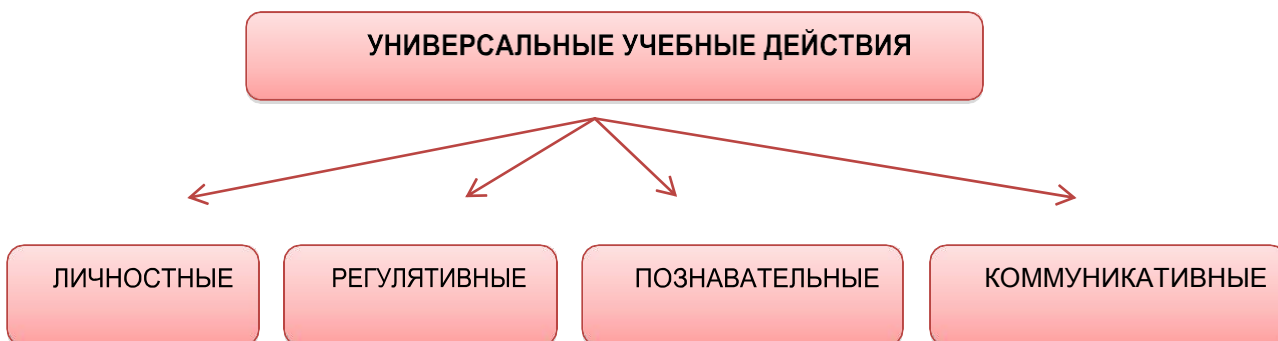 УНИВЕРСАЛЬНЫЕ УЧЕБНЫЕ ДЕЙСТВИЯ
ЛИЧНОСТНЫЕ
РЕГУЛЯТИВНЫЕ
ПОЗНАВАТЕЛЬНЫЕ
КОММУНИКАТИВНЫЕ